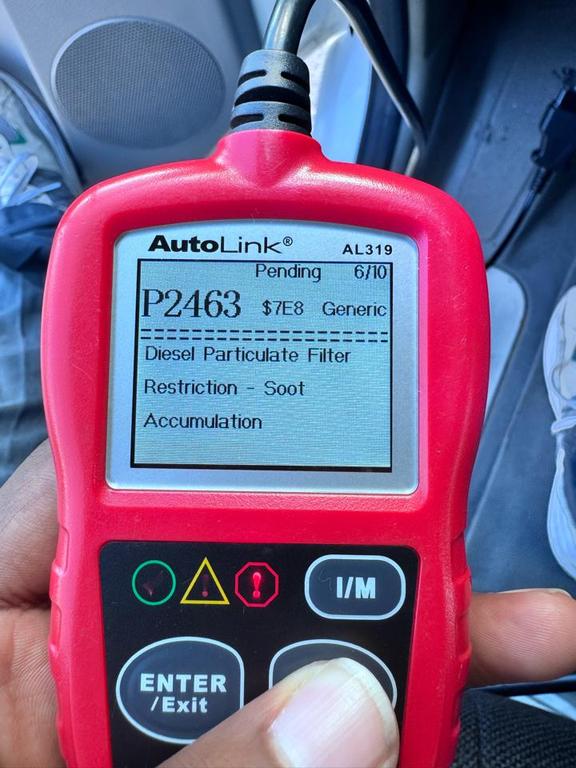 AutoLink® AL319
Pending 6/10
P2463 $7E8 Generic
Diesel Particulate Filter
Restriction - Soot
Accumulation
I/M
ENTER
/Exit